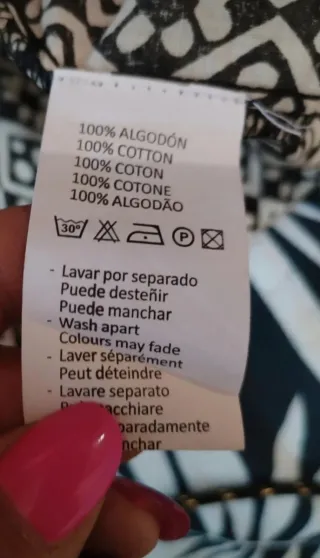 100% ALGODÓN
100% COTTON
100% COTON
100% COTONE
100% ALGODÃO
30°
P
- Lavar por separado
Puede desteñir
Puede manchar
- Wash apart
Colours may fade
- Laver séparément
Peut déteindre
- Lavare separato